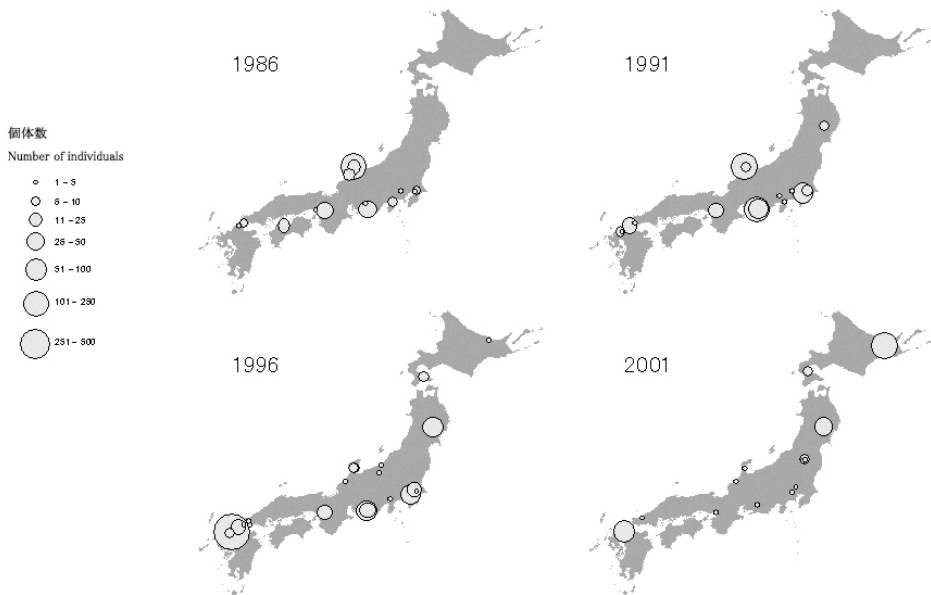 1986
1991
個体数
Number of individuals
1 - 5
6 - 10
11 - 25
26 - 50
51 - 100
101 - 250
251 - 500
1996
2001